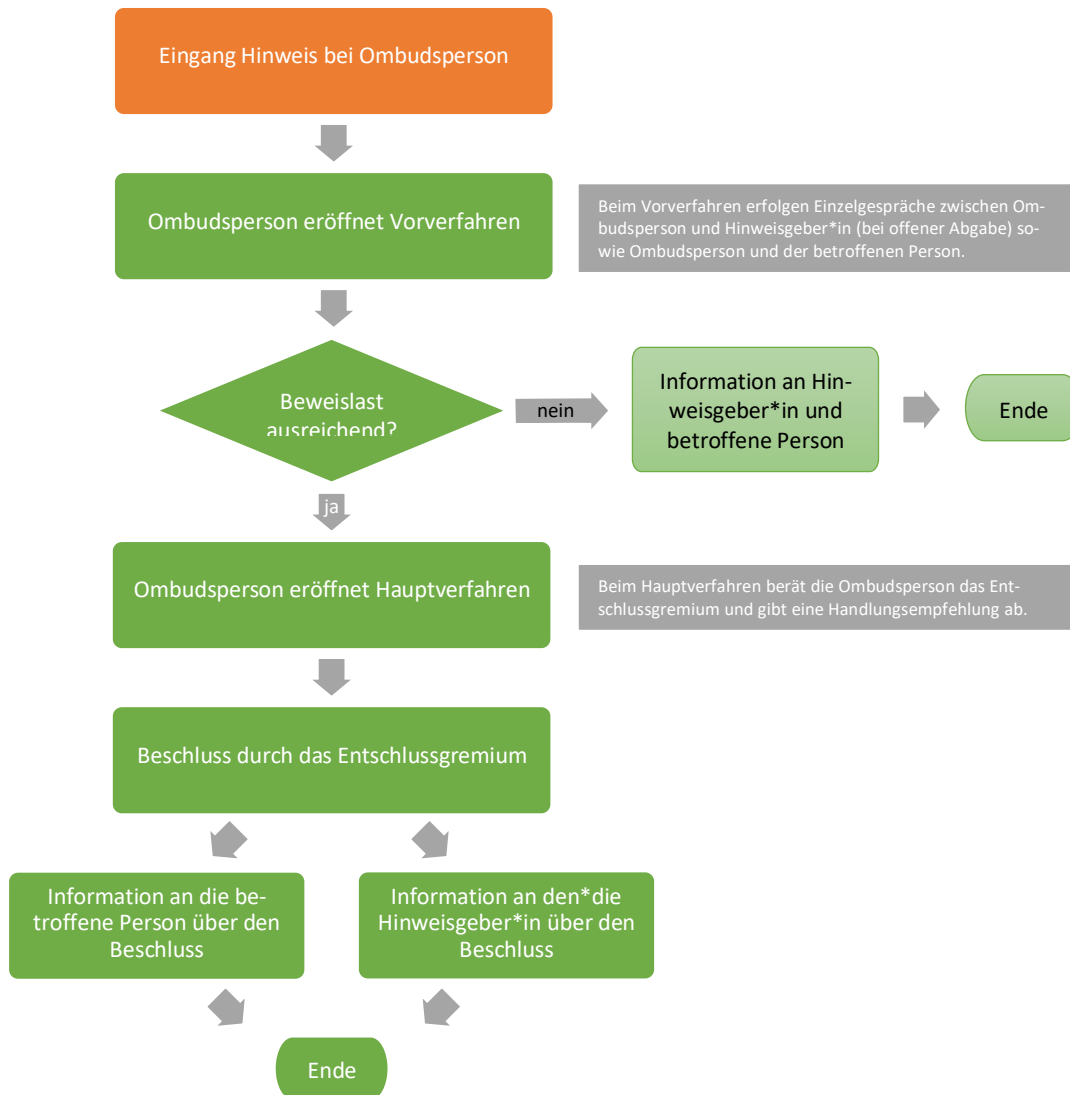 Eingang Hinweis bei Ombudsperson
Ombudsperson eröffnet Vorverfahren
Beim Vorverfahren erfolgen Einzelgespräche zwischen Om-
budsperson und Hinweisgeber*in (bei offener Abgabe) so-
wie Ombudsperson und der betroffenen Person.
Beweislast
ausreichend?
nein
Information an Hin-
weisgeber*in und
betroffene Person
Ende
ja
Ombudsperson eröffnet Hauptverfahren
Beim Hauptverfahren berät die Ombudsperson das Ent-
schlussgremium und gibt eine Handlungsempfehlung ab.
Beschluss durch das Entschlussgremium
Information an die be-
troffene Person über den
Beschluss
Information an den*die
Hinweisgeber*in über den
Beschluss
Ende